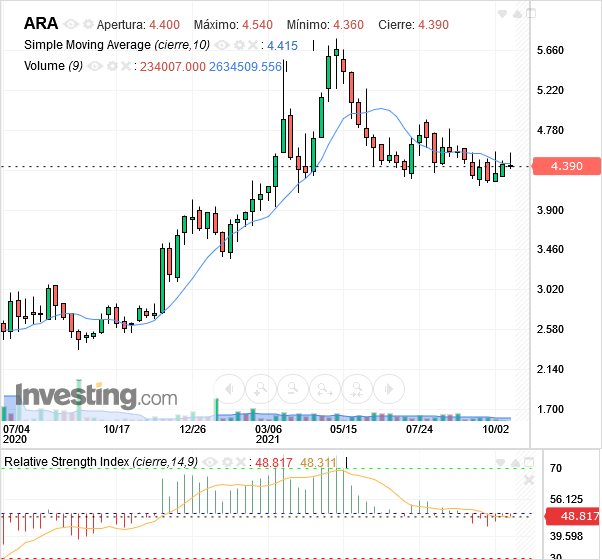 ARA Apertura: 4.400 Máximo: 4.540 Mínimo: 4.360 Cierre: 4.390
Simple Moving Average (cierre,10) : 4.415
Volume (9) : 234007.000 2634509.556
5.660
5.220
4.780
4.390
3.900
3.460
3.020
2.580
2.140
1.700
Investing.com
07/04 10/17 12/26 03/06 05/15 07/24 10/02
2020 2021
Relative Strength Index (cierre,14,9) : 48.817 48.311
70
56.125
48.817
39.598
30